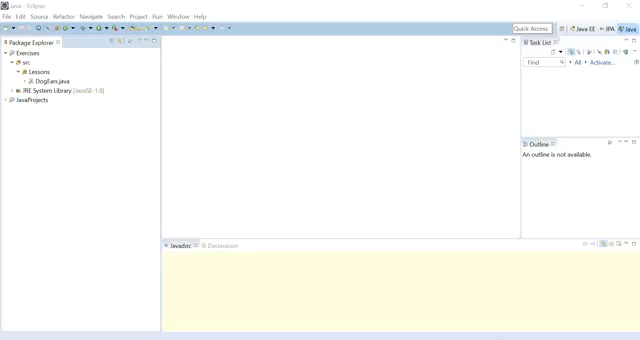 Java - Eclipse
File Edit Source Refactor Navigate Search Project Run Window Help
Quick Access
Java EE
JPA
Java
Package Explorer
Exercises
src
Lessons
DogEars.java
JRE System Library [JavaSE-1.8]
JavaProjects
Task List
Find
All
Activate...
Outline
An outline is not available.
Javadoc
Declaration